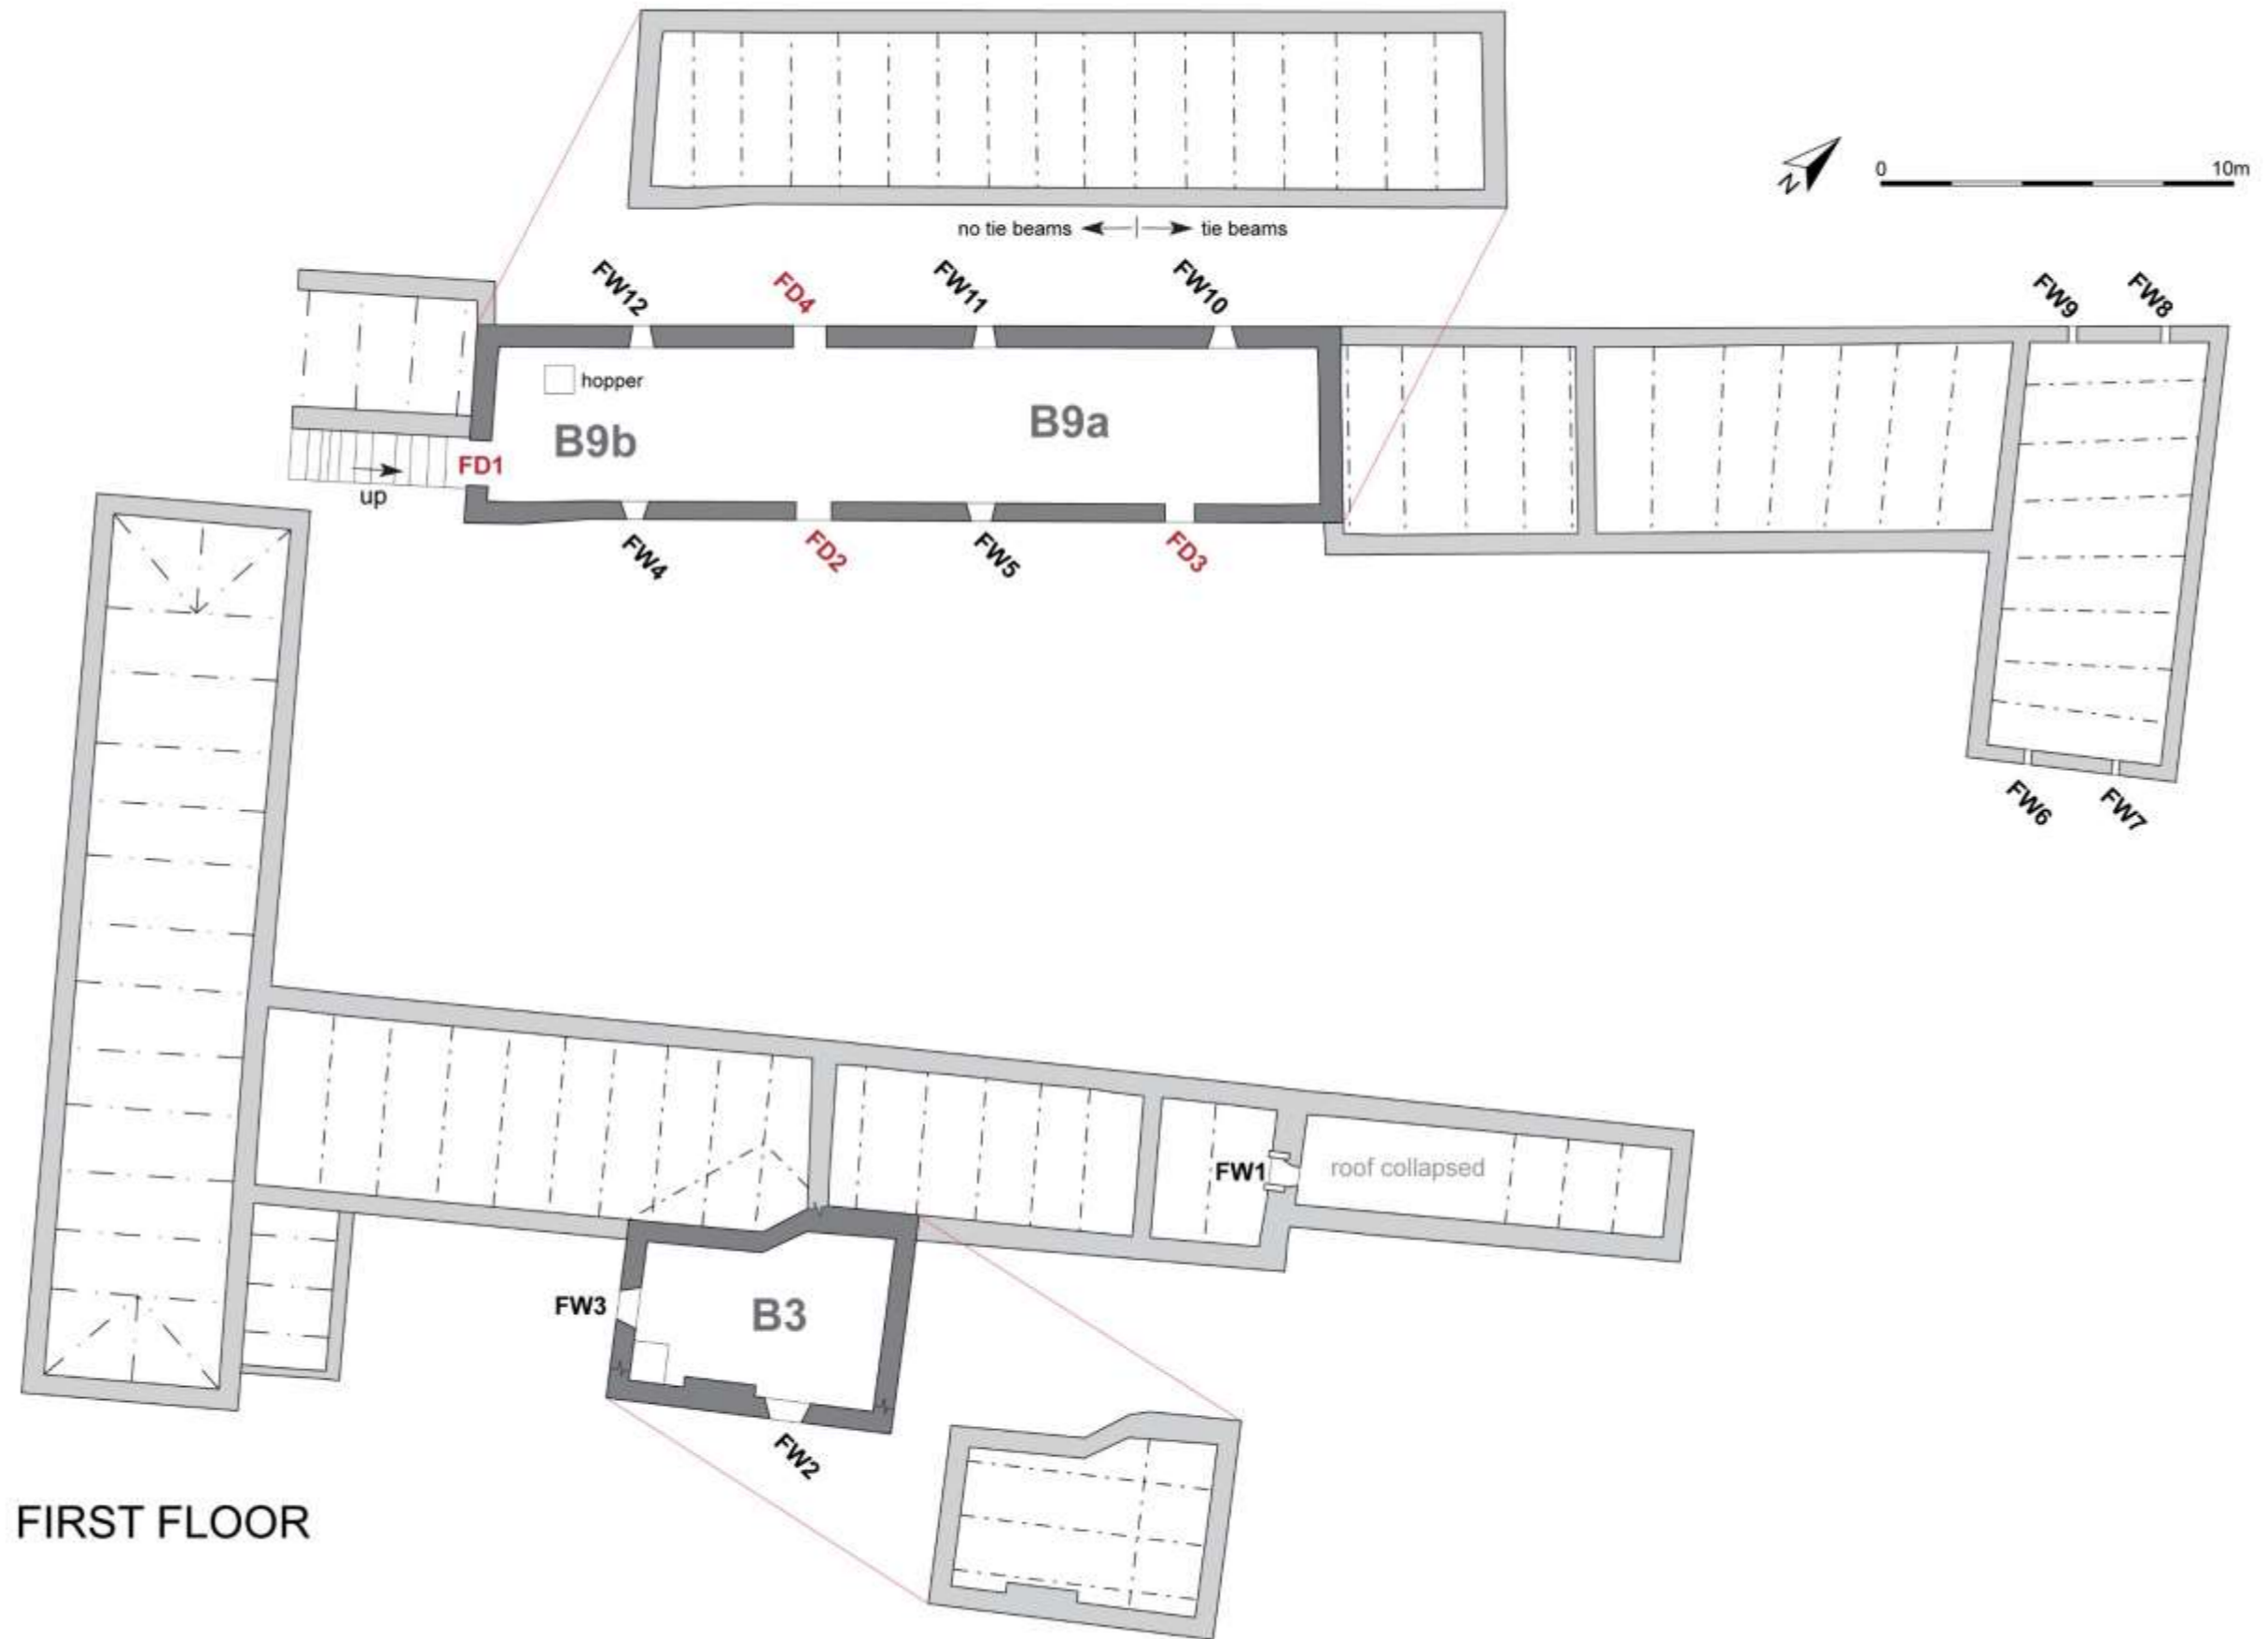 N
0 10m
no tie beams tie beams
FW12
FD4
FW11
FW10
FW9
FW8
hopper
B9b
B9a
FD1
up
FW4
FD2
FW5
FD3
FW6
FW7
FW1
roof collapsed
FW3
B3
FW2
FIRST FLOOR